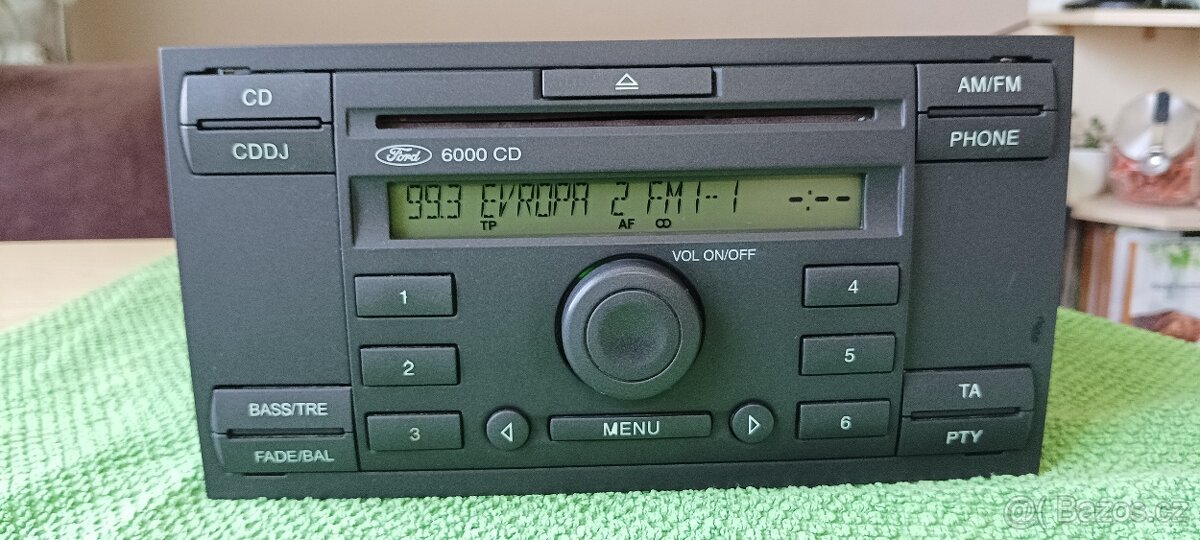 CD
CDDJ
AM/FM
PHONE
Ford 6000 CD
99.3 EVROPA 2 FM1--1 -:--
TP AF
VOL ON/OFF
1
2
3
4
5
6
BASS/TRE
FADE/BAL
MENU
TA
PTY
Bazos.cz